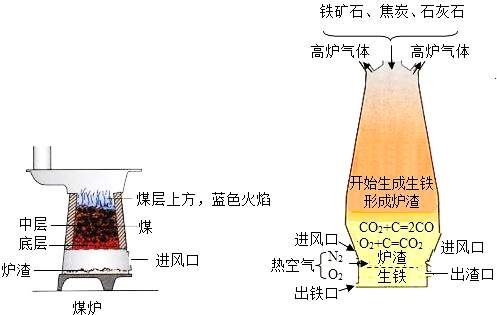 铁矿石、焦炭、石灰石
高炉气体
高炉气体
开始生成生铁
形成炉渣
CO2+C=2CO
O2+C=CO2
进风口
进风口
热空气
N2
O2
炉渣
生铁
出渣口
出铁口
煤层上方，蓝色火焰
中层
煤
底层
进风口
炉渣
煤炉